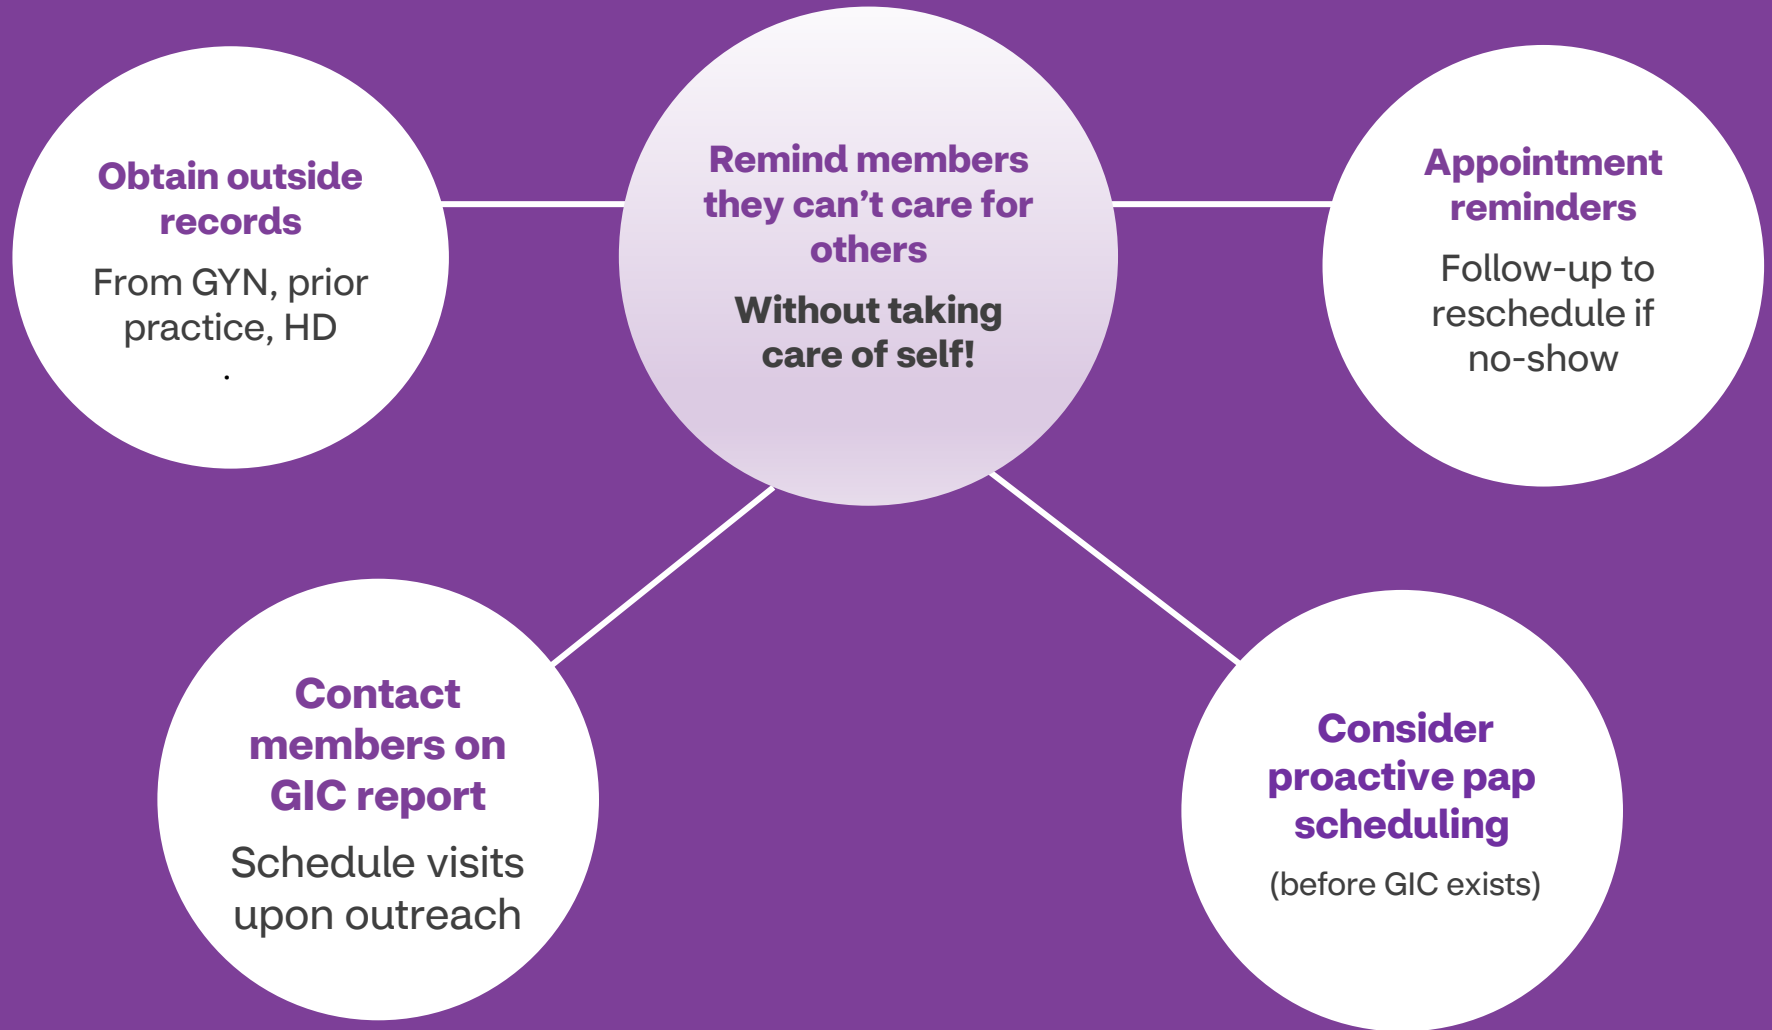 Obtain outside
records
From GYN, prior
practice, HD
.
Remind members
they can’t care for
others
Without taking
care of self!
Appointment
reminders
Follow-up to
reschedule if
no-show
Contact
members on
GIC report
Schedule visits
upon outreach
Consider
proactive pap
scheduling
(before GIC exists)